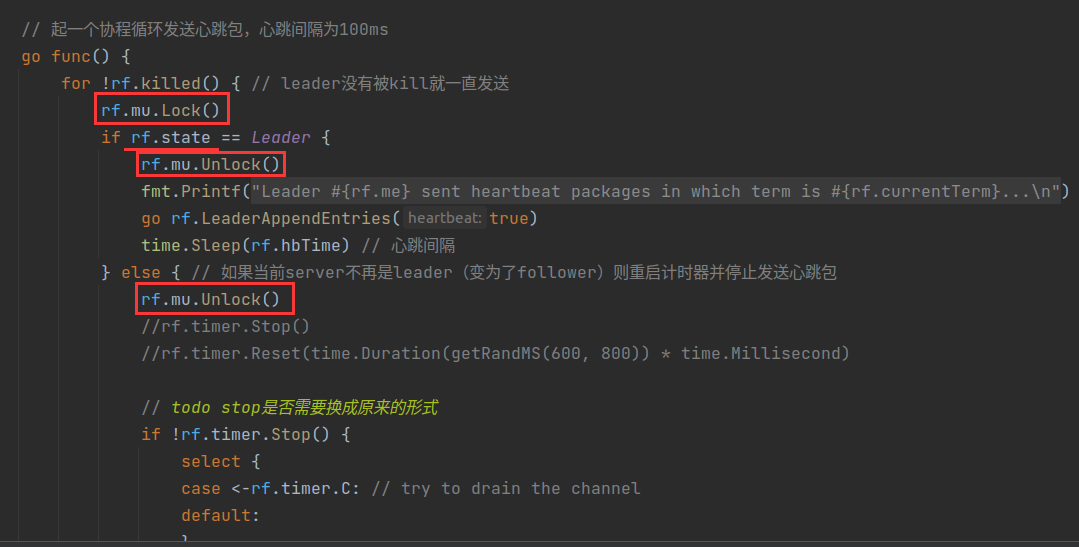 // 起一个协程循环发送心跳包，心跳间隔为100ms
go func() {
for !rf.killed() { // leader没有被kill就一直发送
rf.mu.Lock()
if rf.state == Leader {
rf.mu.Unlock()
fmt.Printf("Leader #{rf.me} sent heartbeat packages in which term is #{rf.currentTerm}...\n")
go rf.LeaderAppendEntries( heartbeat: true)
time.Sleep(rf.hbTime) // 心跳间隔
} else { // 如果当前server不再是leader（变为了follower）则重启计时器并停止发送心跳包
rf.mu.Unlock()
//rf.timer.Stop()
//rf.timer.Reset(time.Duration(getRandMS(600, 800)) * time.Millisecond)
// todo stop是否需要换成原来的形式
if !rf.timer.Stop() {
select {
case <-rf.timer.C: // try to drain the channel
default:
}